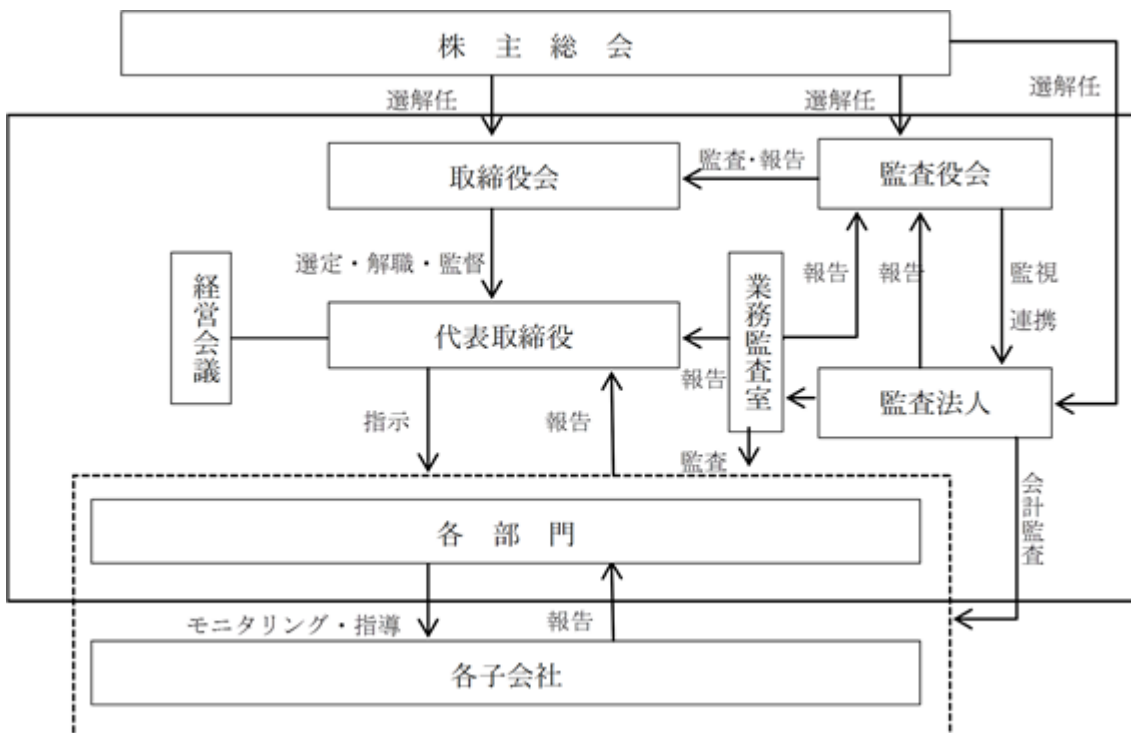 株 主 総 会
選解任
選解任
選解任
取締役会
監査・報告
監査役会
選定・解職・監督
経営会議
代表取締役
報告
業務監査室
報告
報告
監視
連携
監査法人
指示
報告
監査
会計監査
各 部 門
モニタリング・指導
報告
各子会社